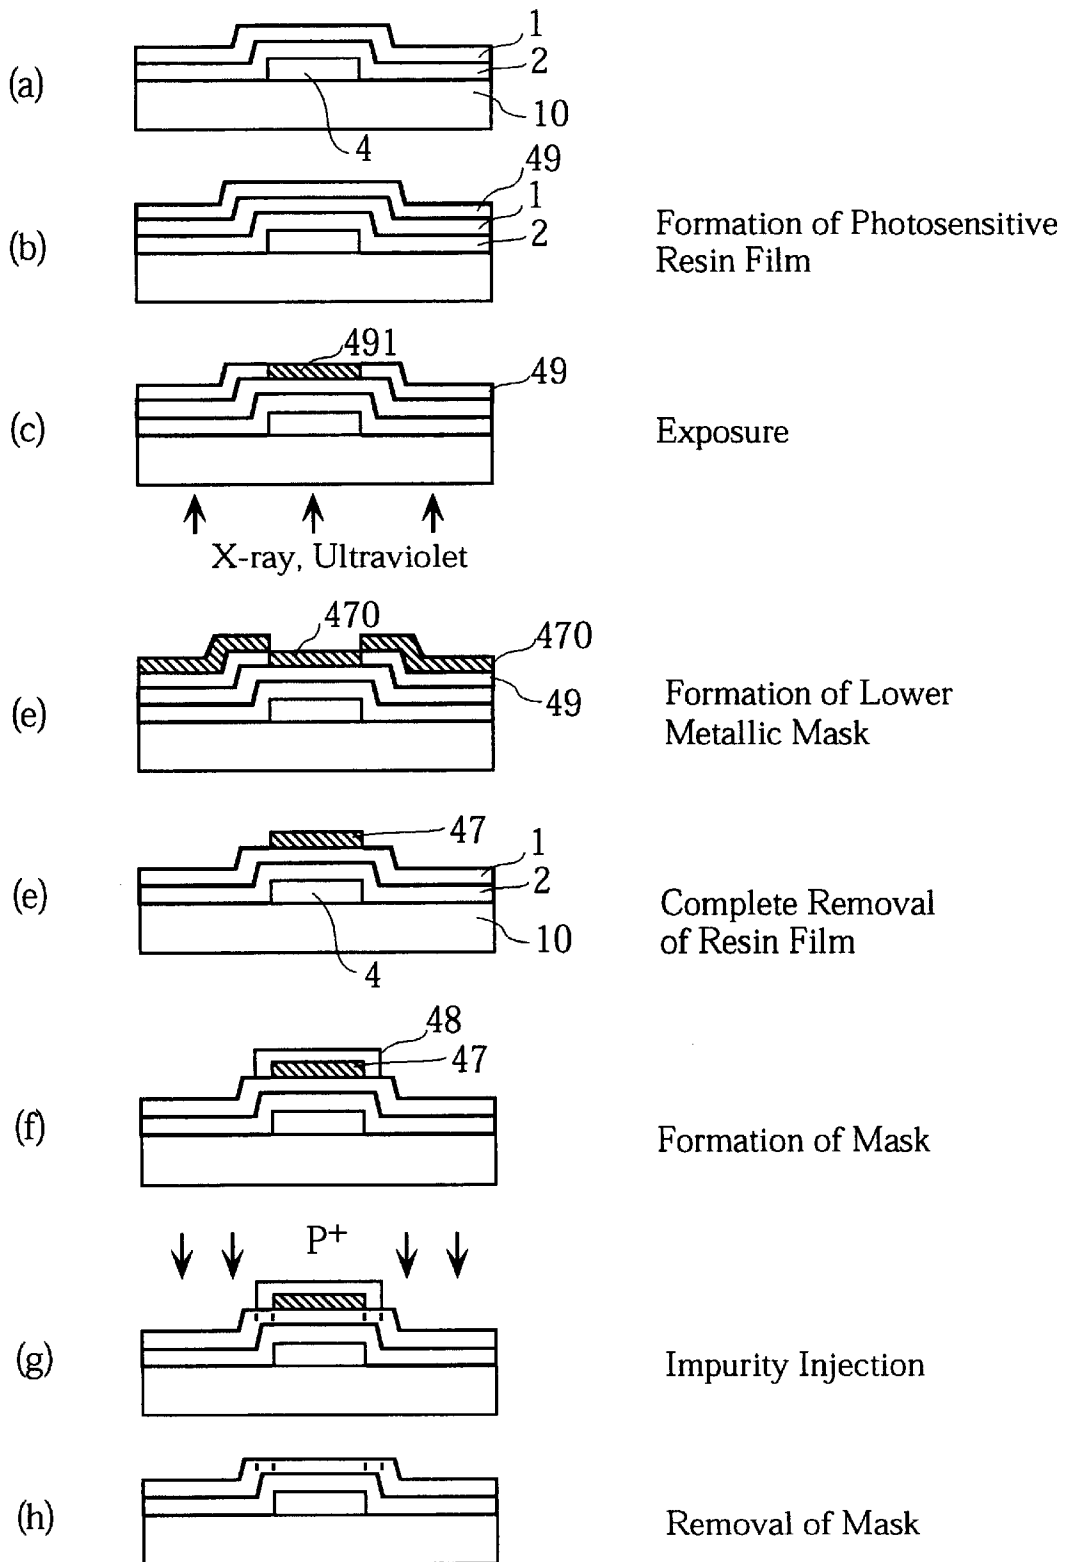 (a)
1
2
10
4
(b)
49
1
2
Formation of Photosensitive
Resin Film
(c)
491
49
Exposure
X-ray, Ultraviolet
(e)
470
470
49
Formation of Lower
Metallic Mask
(e)
47
1
2
10
4
Complete Removal
of Resin Film
(f)
48
47
Formation of Mask
P+
(g)
Impurity Injection
(h)
Removal of Mask